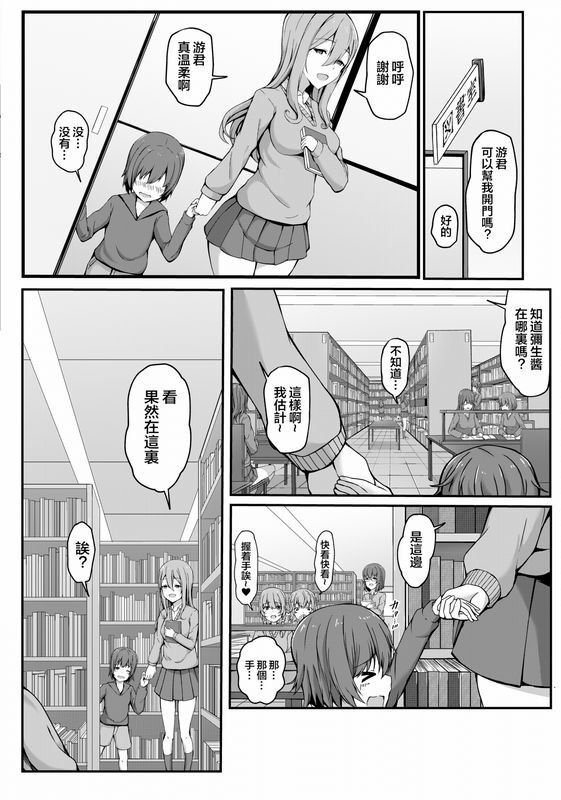 圖書室
游君
可以幫我開門嗎？
好的
呼呼
謝謝
游君
真温柔啊
没…
没有…
知道彌生醬
在哪裏嗎？
不知道…
這樣啊~
我估計~
是這邊
快看快看~
握着手誒~♥
那…
那個…
手…
看
果然在這裏
誒？